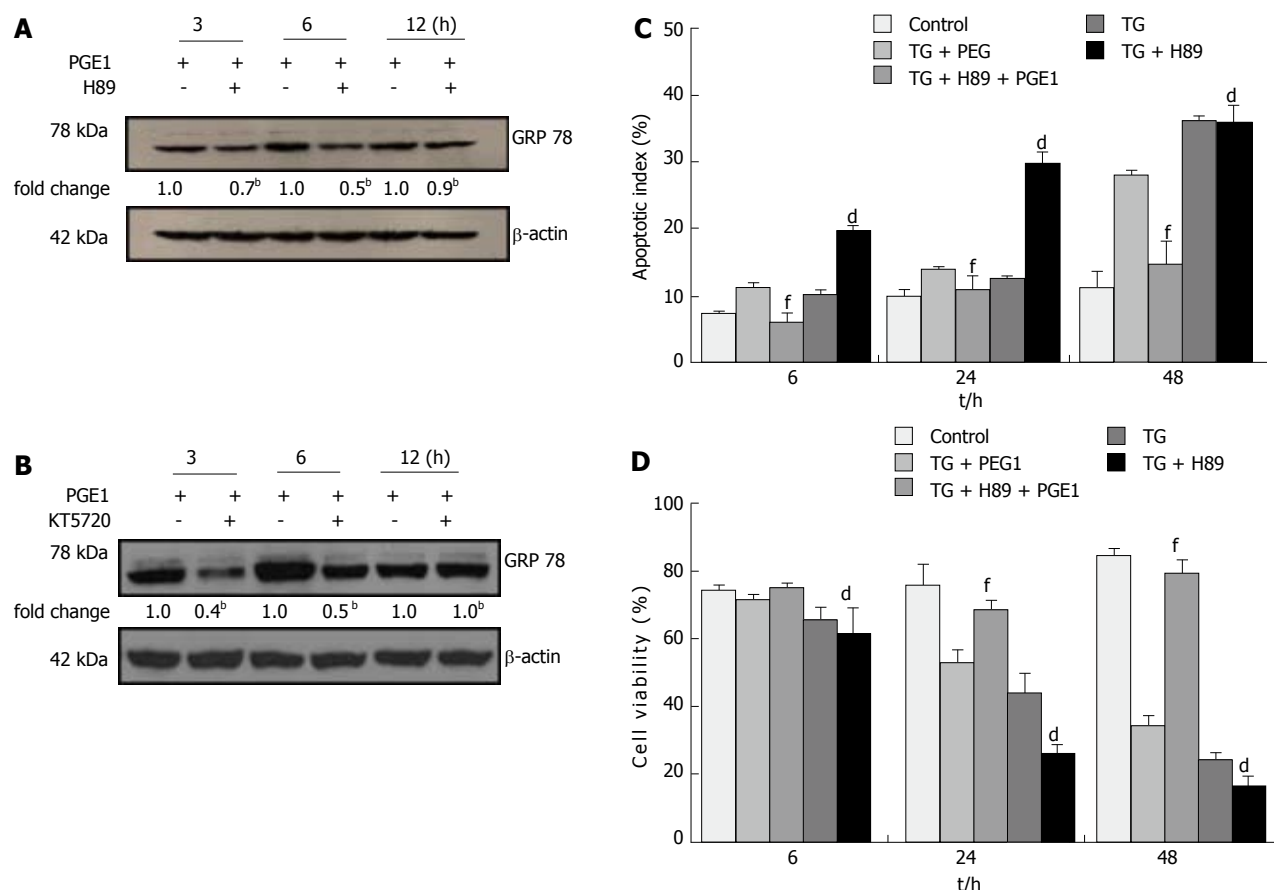 A
3 6 12 (h)
PGE1 + + + + + +
H89 - + - + - +
78 kDa
GRP 78
fold change 1.0 0.7b 1.0 0.5b 1.0 0.9b
42 kDa
β-actin
B
3 6 12 (h)
PGE1 + + + + + +
KT5720 - + - + - +
78 kDa
GRP 78
fold change 1.0 0.4b 1.0 0.5b 1.0 1.0b
42 kDa
β-actin
C
Control TG
TG + PEG TG + H89
TG + H89 + PGE1
Apoptotic index (%)
50
40
30
20
10
0
f d f d f d
6 24 48
t/h
D
Control TG
TG + PEG1 TG + H89
TG + H89 + PGE1
Cell viability (%)
100
80
60
40
20
0
d f d f d
6 24 48
t/h